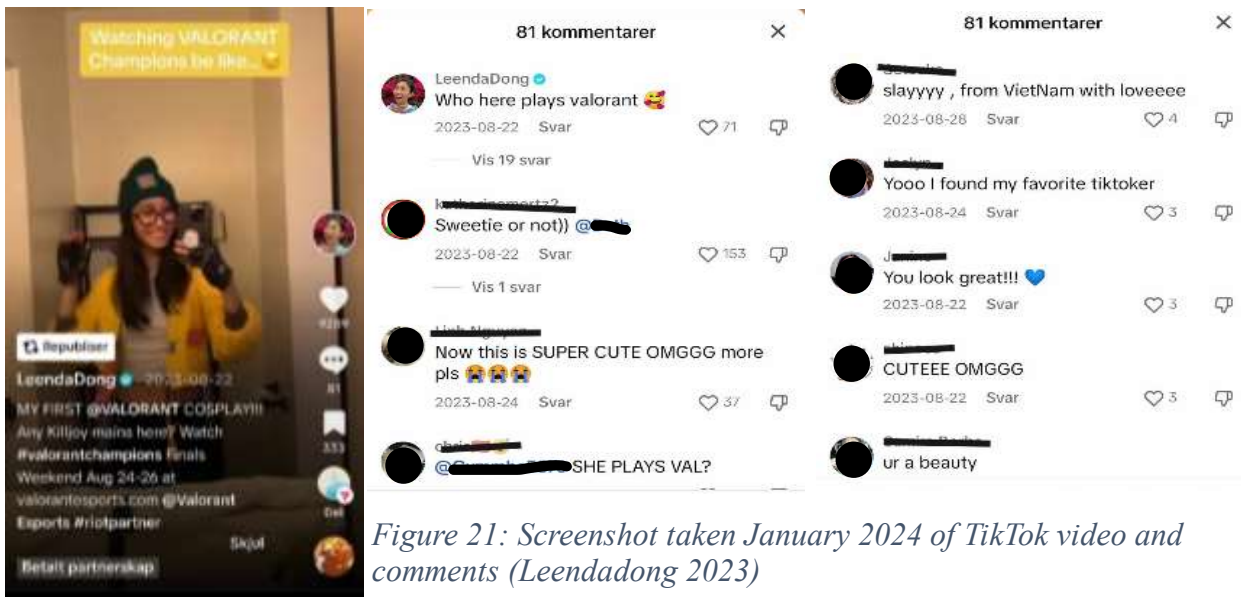 Watching VALORANT
Champions be like...
Republiser
LeendaDong 2023-08-22
MY FIRST @VALORANT COSPLAY!!!
Any Killjoy mains here? Watch
#valorantchampions Finals
Weekend Aug 24-26 at
valorantesports.com @Valorant
Esports #riotpartner
Skjul
Betalt partnerskap
81
333
Del
81 kommentarer
LeendaDong
Who here plays valorant 🥰
2023-08-22 Svar 71
Vis 19 svar
Sweetie or not)) @
2023-08-22 Svar 153
Vis 1 svar
Now this is SUPER CUTE OMGGG more
pls 😭😭😭
2023-08-24 Svar 37
@ SHE PLAYS VAL?
81 kommentarer
slayyyy , from VietNam with loveeee
2023-08-28 Svar 4
Yooo I found my favorite tiktoker
2023-08-24 Svar 3
You look great!!! 💙
2023-08-22 Svar 3
CUTEEE OMGGG
2023-08-22 Svar 3
ur a beauty
Figure 21: Screenshot taken January 2024 of TikTok video and
comments (Leendadong 2023)